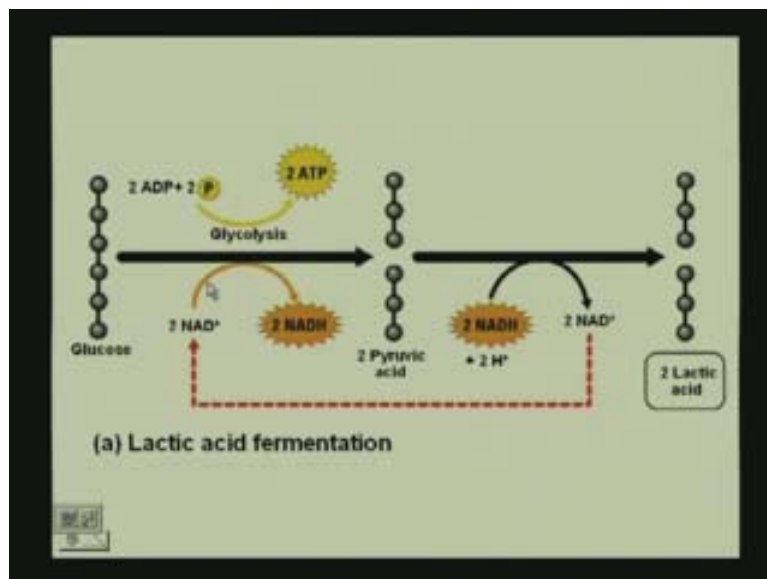 2 ADP+ 2 P
2 ATP
Glycolysis
2 NAD⁺
2 NADH
Glucose
2 Pyruvic
acid
2 NADH
+ 2 H⁺
2 NAD⁺
2 Lactic
acid
(a) Lactic acid fermentation